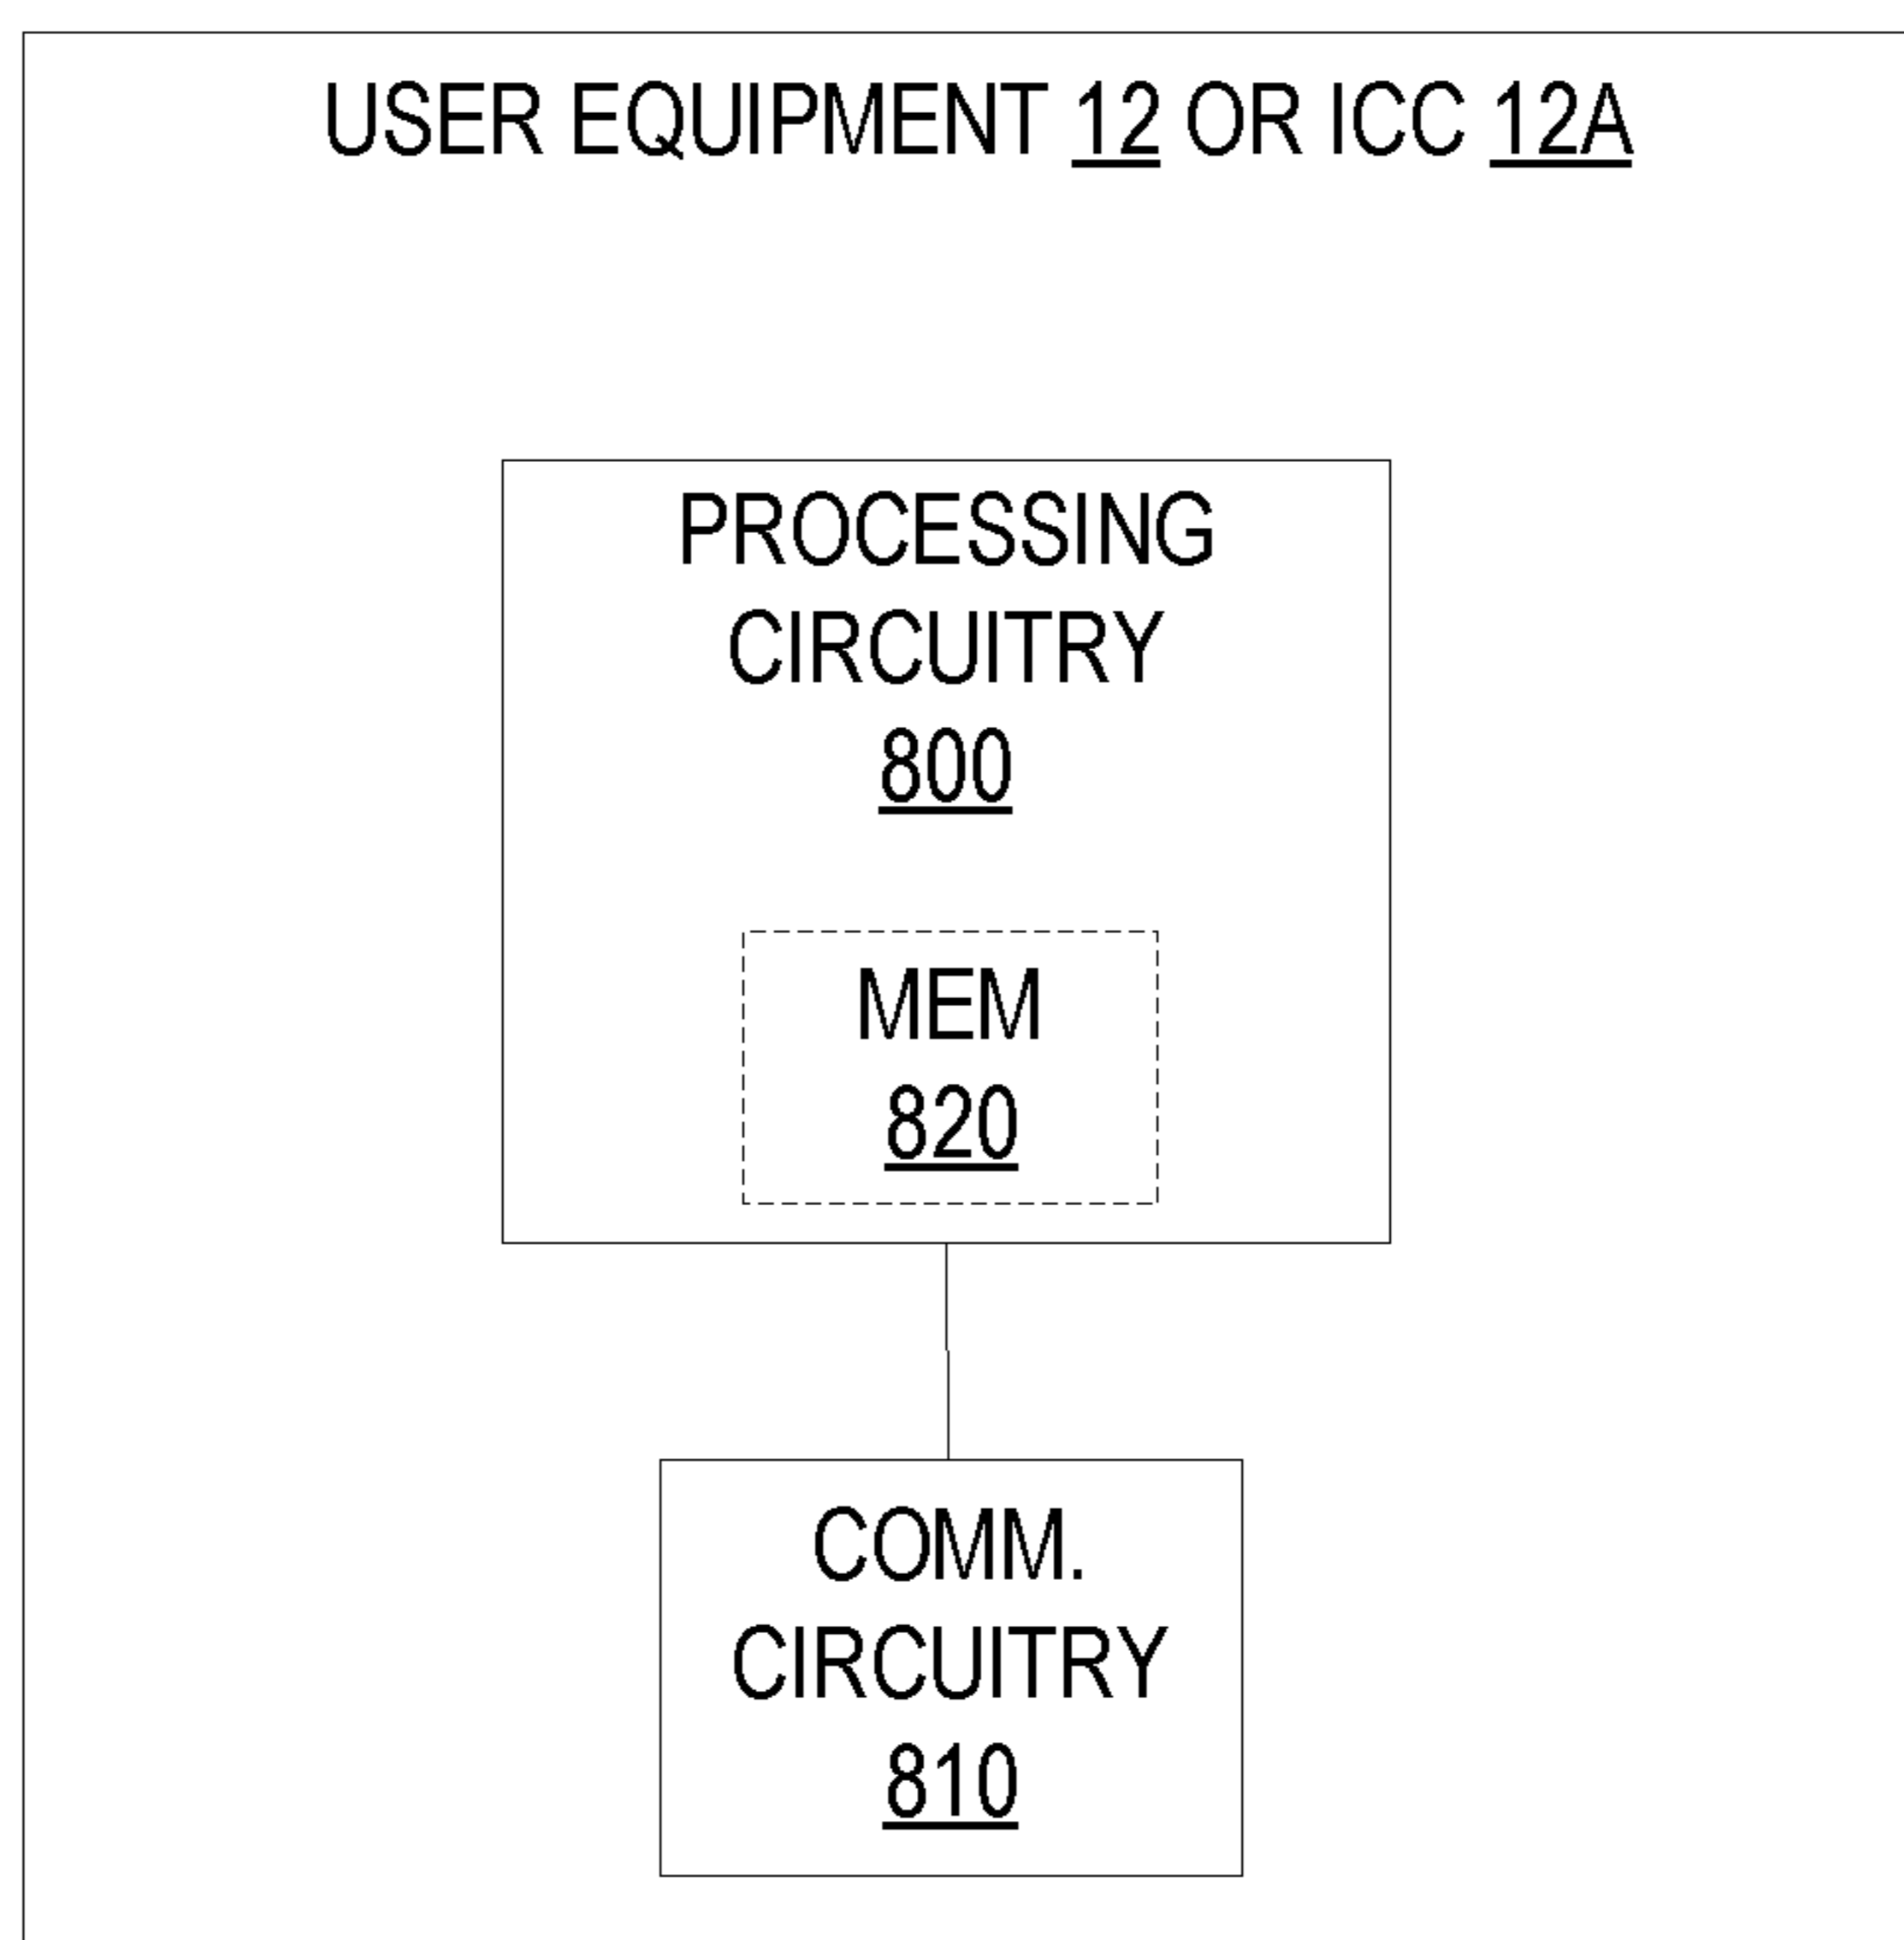 USER EQUIPMENT 12 OR ICC 12A
PROCESSING
CIRCUITRY
800
MEM
820
COMM.
CIRCUITRY
810